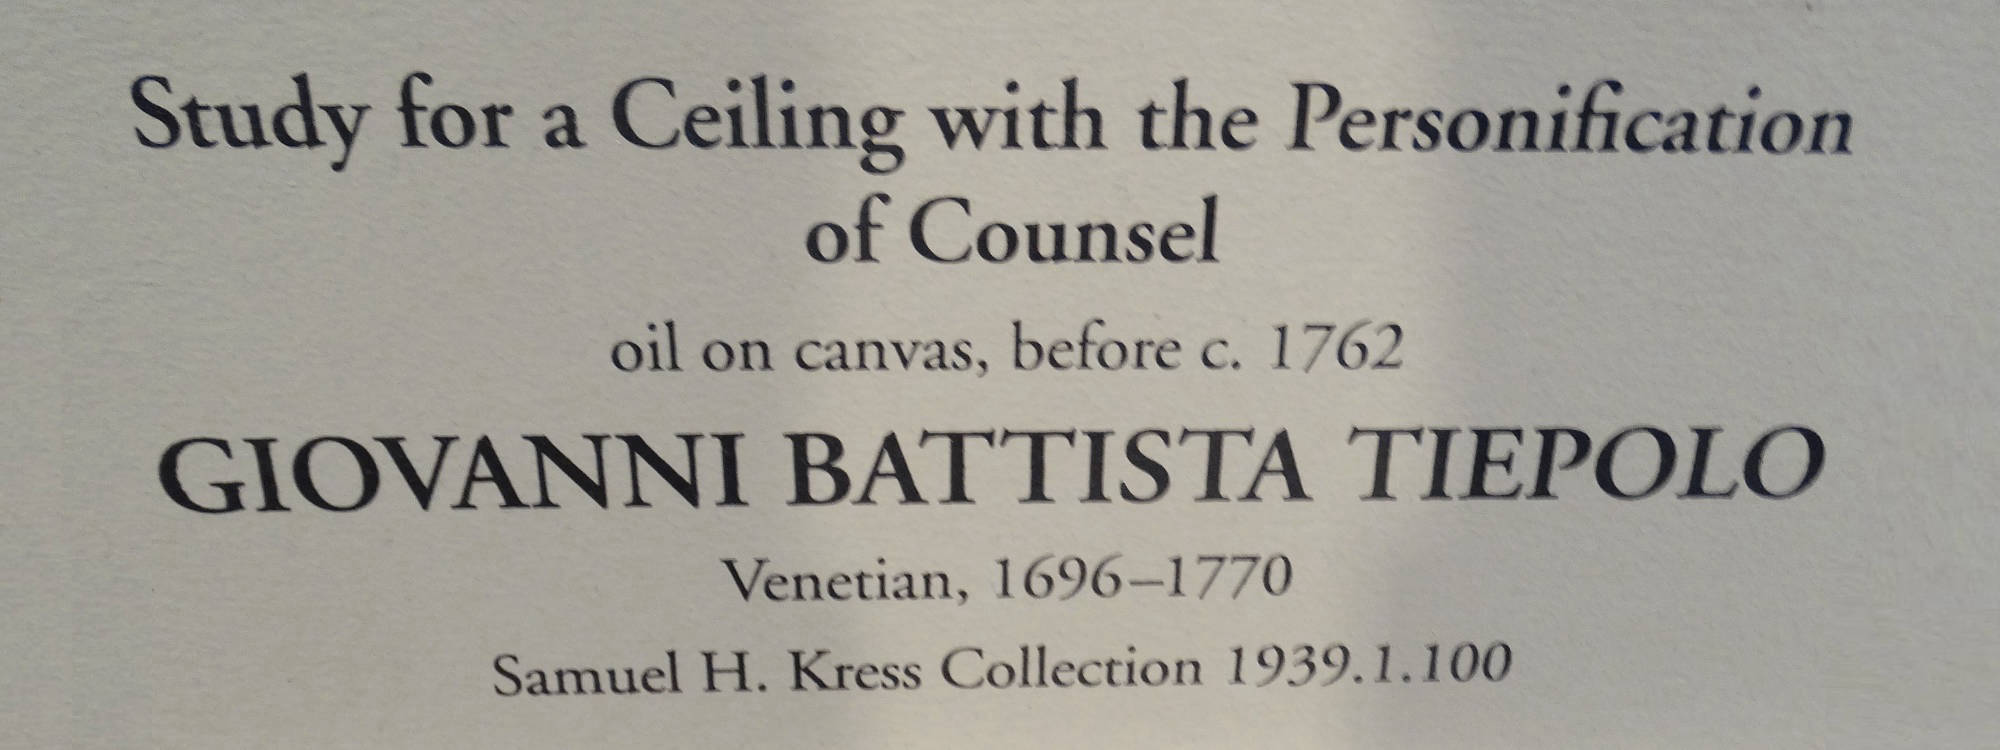 Study for a Ceiling with the Personification
of Counsel
oil on canvas, before c. 1762
GIOVANNI BATTISTA TIEPOLO
Venetian, 1696–1770
Samuel H. Kress Collection 1939.1.100